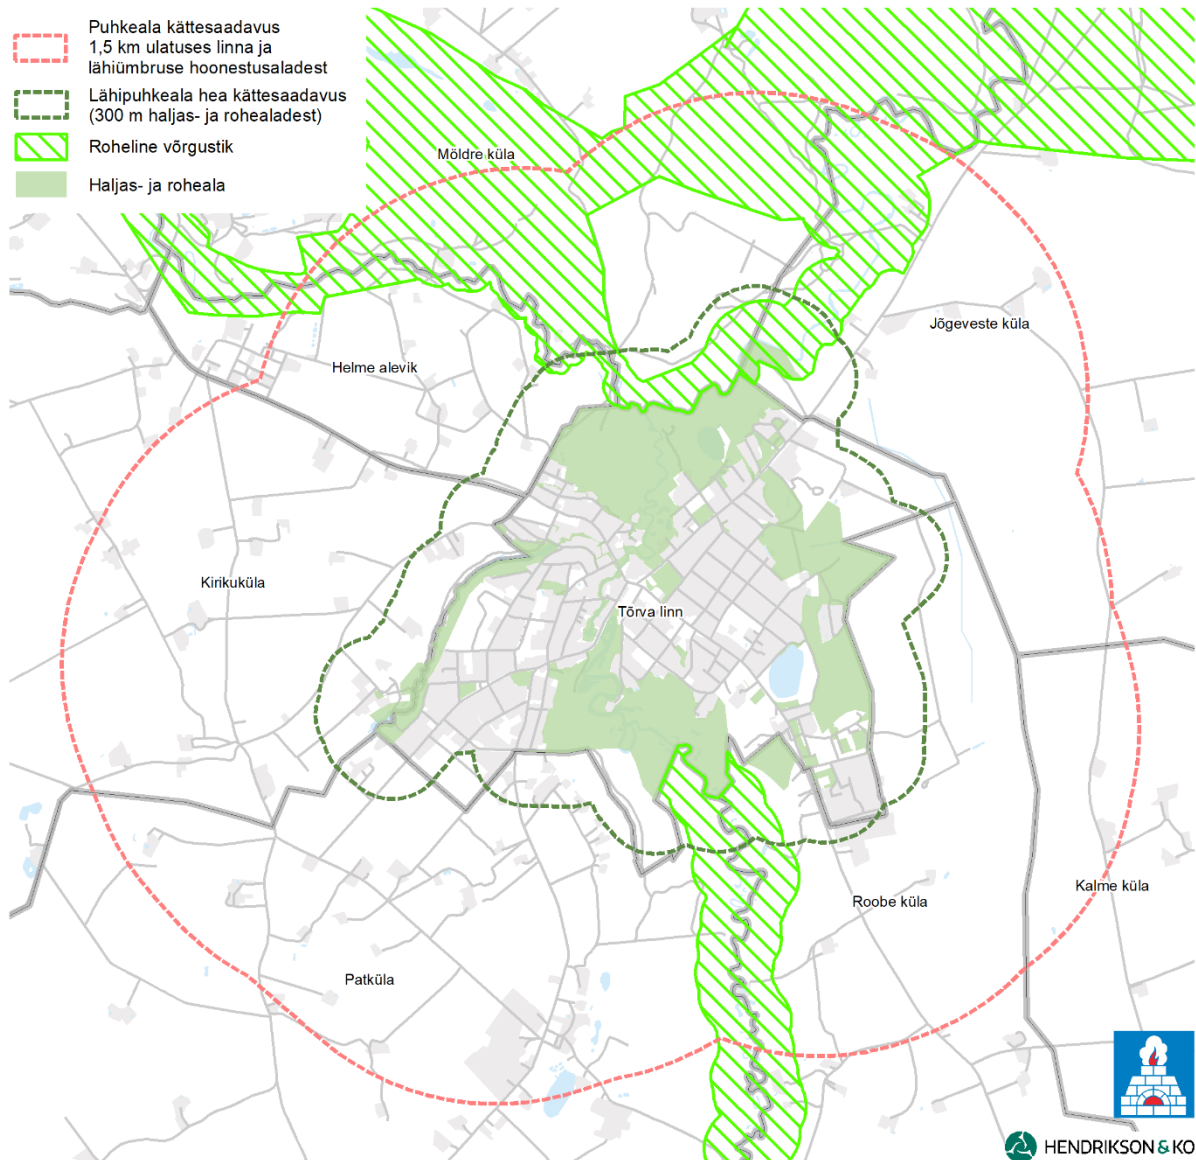 Puhkeala kättesaadavus
1,5 km ulatuses linna ja
lähiümbruse hoonestusaladest
Lähipuhkeala hea kättesaadavus
(300 m haljas- ja rohealadest)
Roheline võrgustik
Haljas- ja roheala
Möldre küla
Jõgeveste küla
Helme alevik
Kirikuküla
Tõrva linn
Kalme küla
Roobe küla
Patküla
HENDRIKSON & KO